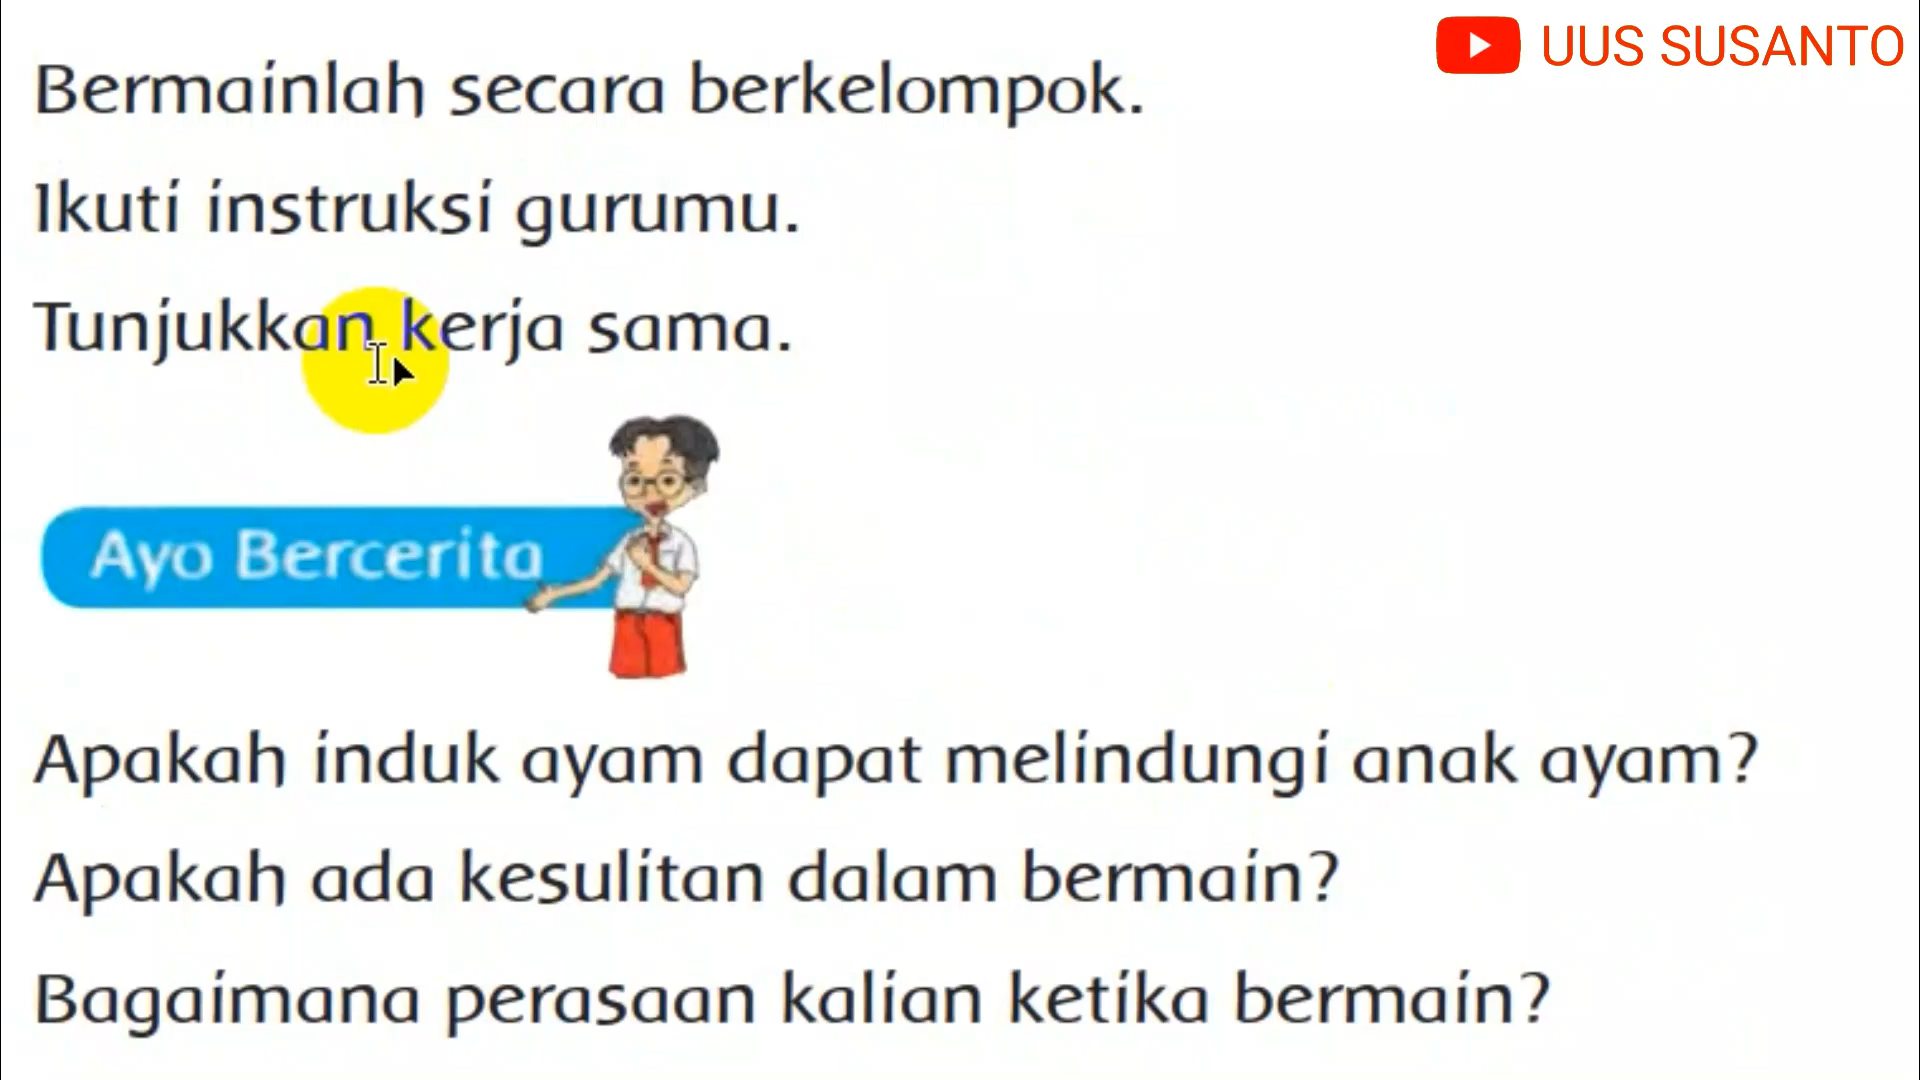 UUS SUSANTO
Bermainlah secara berkelompok.
Ikuti instruksi gurumu.
Tunjukkan kerja sama.
Ayo Bercerita
Apakah induk ayam dapat melindungi anak ayam?
Apakah ada kesulitan dalam bermain?
Bagaimana perasaan kalian ketika bermain?